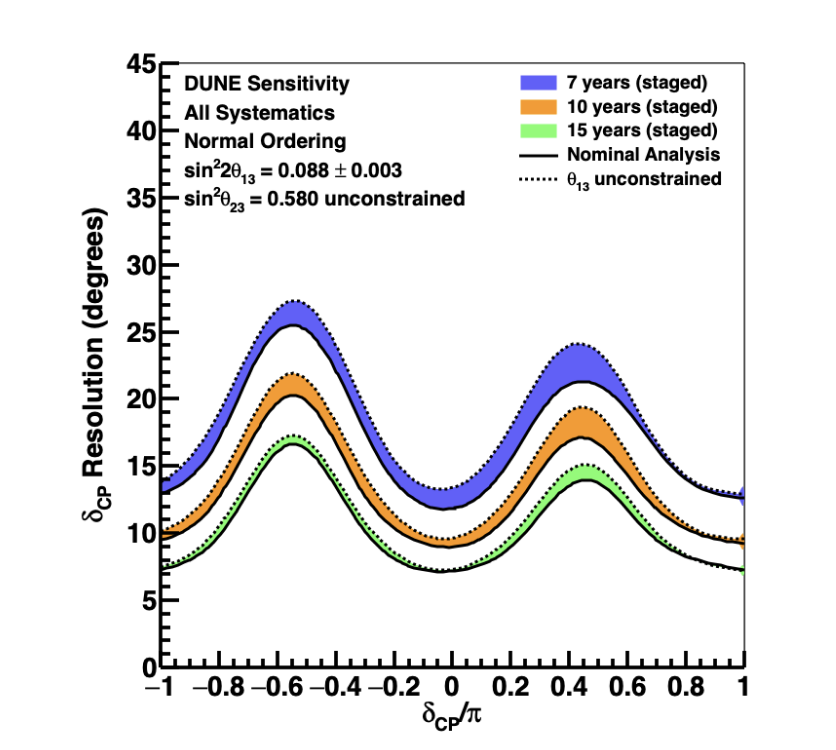 45
40
35
30
25
20
15
10
5
0
δCP Resolution (degrees)
DUNE Sensitivity
All Systematics
Normal Ordering
sin²2θ₁₃ = 0.088 ± 0.003
sin²θ₂₃ = 0.580 unconstrained
7 years (staged)
10 years (staged)
15 years (staged)
Nominal Analysis
θ₁₃ unconstrained
−1 −0.8 −0.6 −0.4 −0.2 0 0.2 0.4 0.6 0.8 1
δCP/π